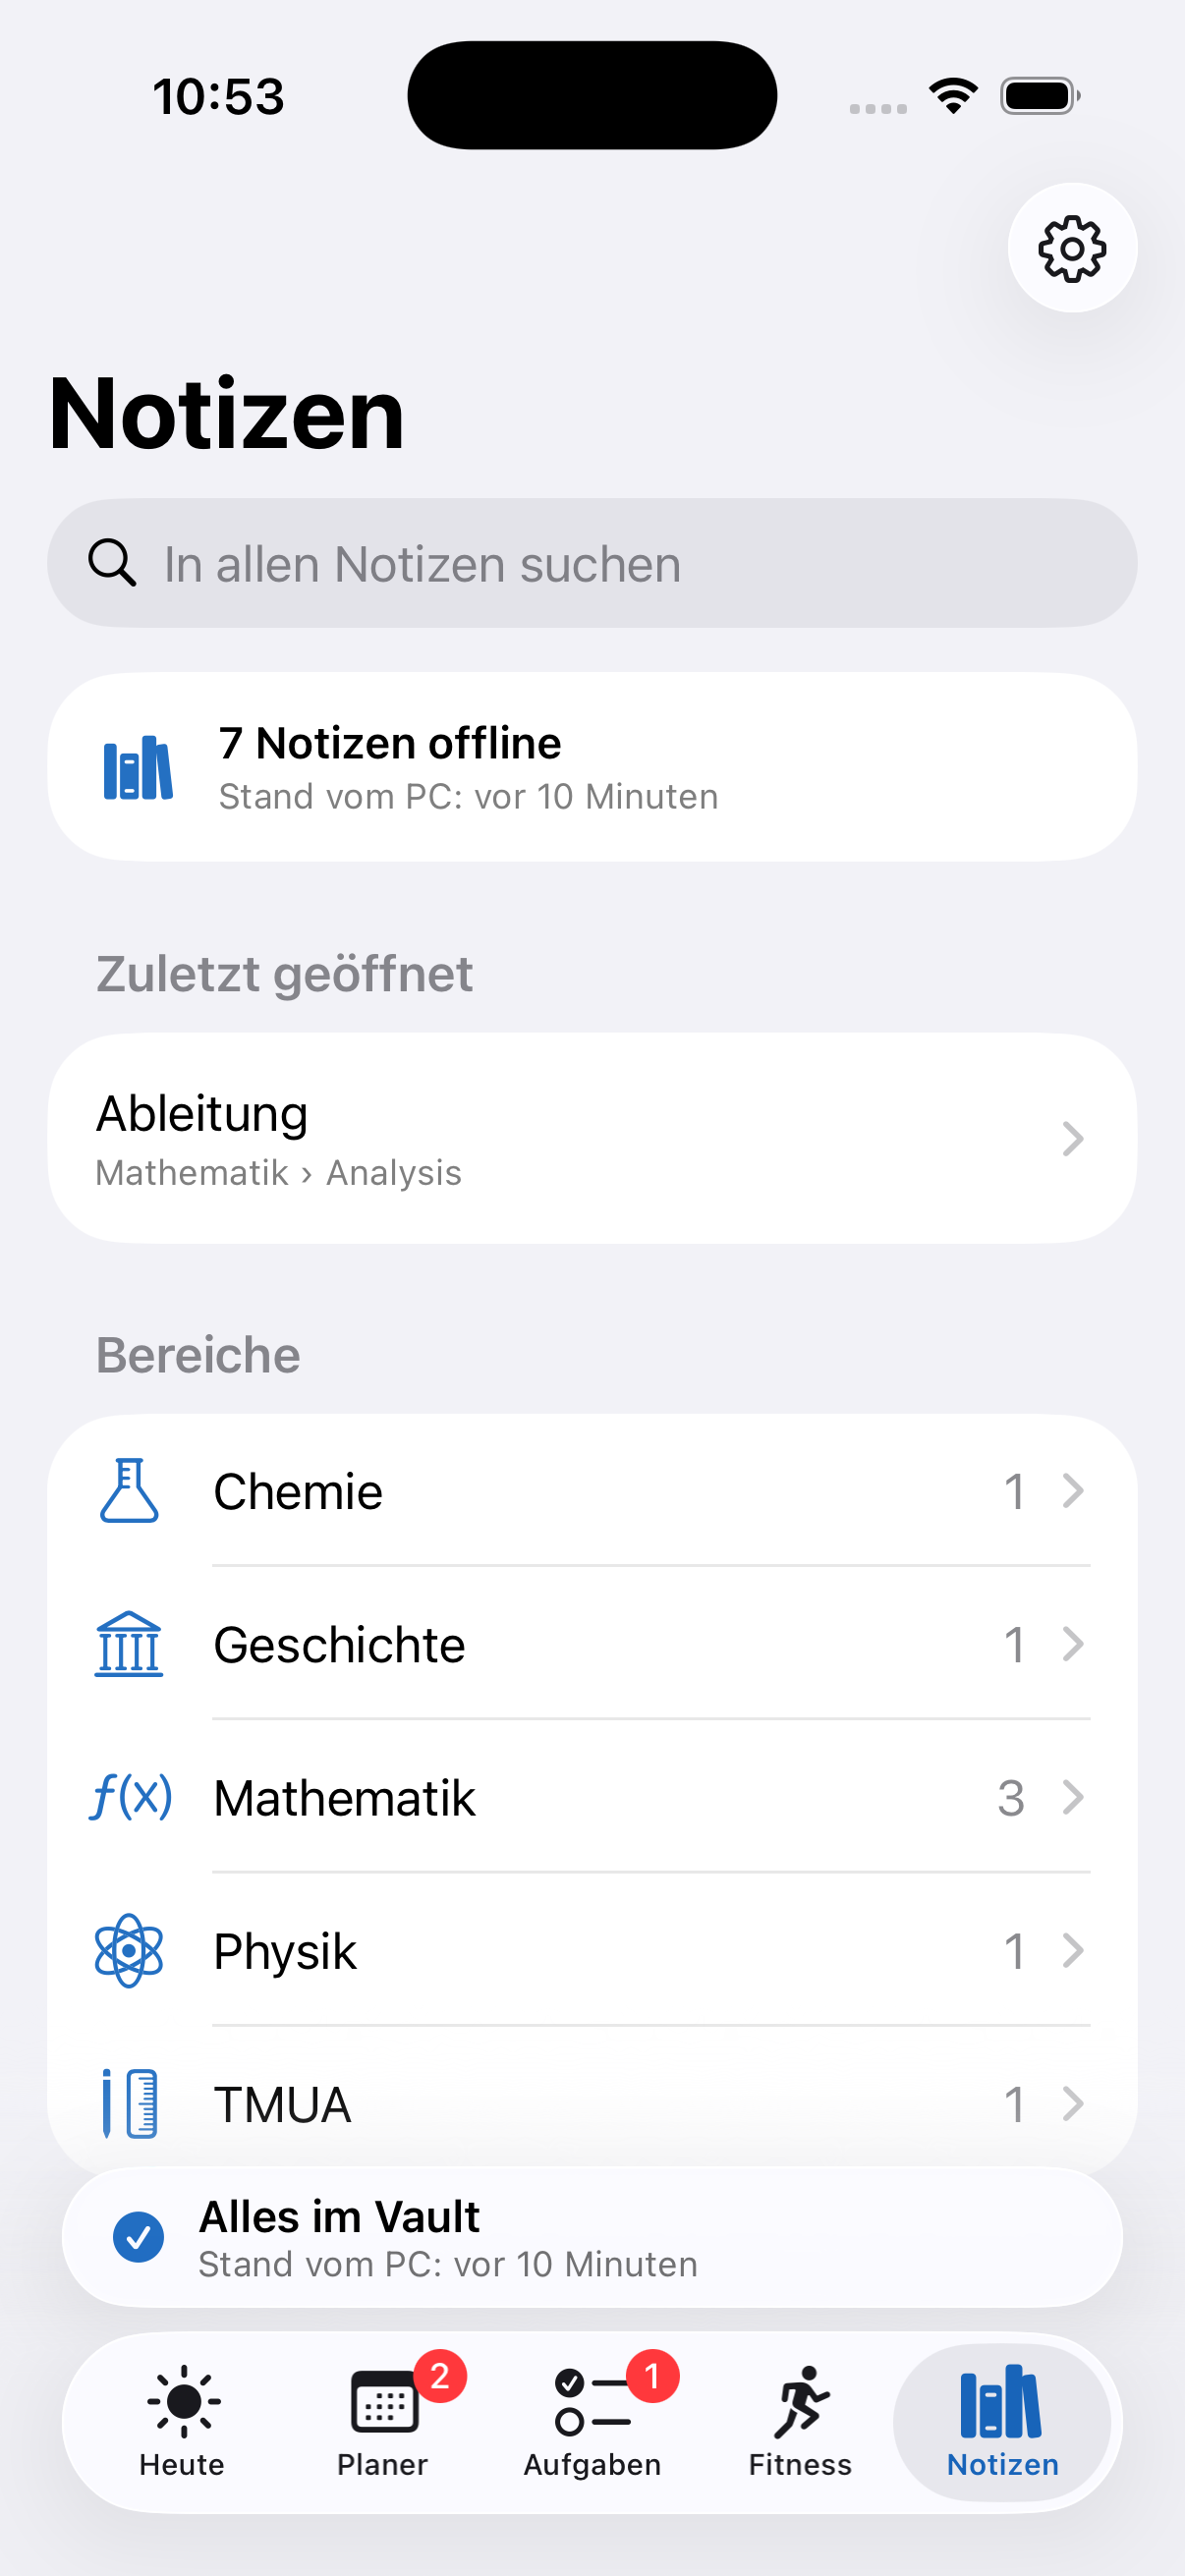 10:53
Notizen
In allen Notizen suchen
7 Notizen offline
Stand vom PC: vor 10 Minuten
Zuletzt geöffnet
Ableitung
Mathematik › Analysis
Bereiche
Chemie 1
Geschichte 1
f(x) Mathematik 3
Physik 1
TMUA 1
Alles im Vault
Stand vom PC: vor 10 Minuten
2 1
Heute Planer Aufgaben Fitness Notizen